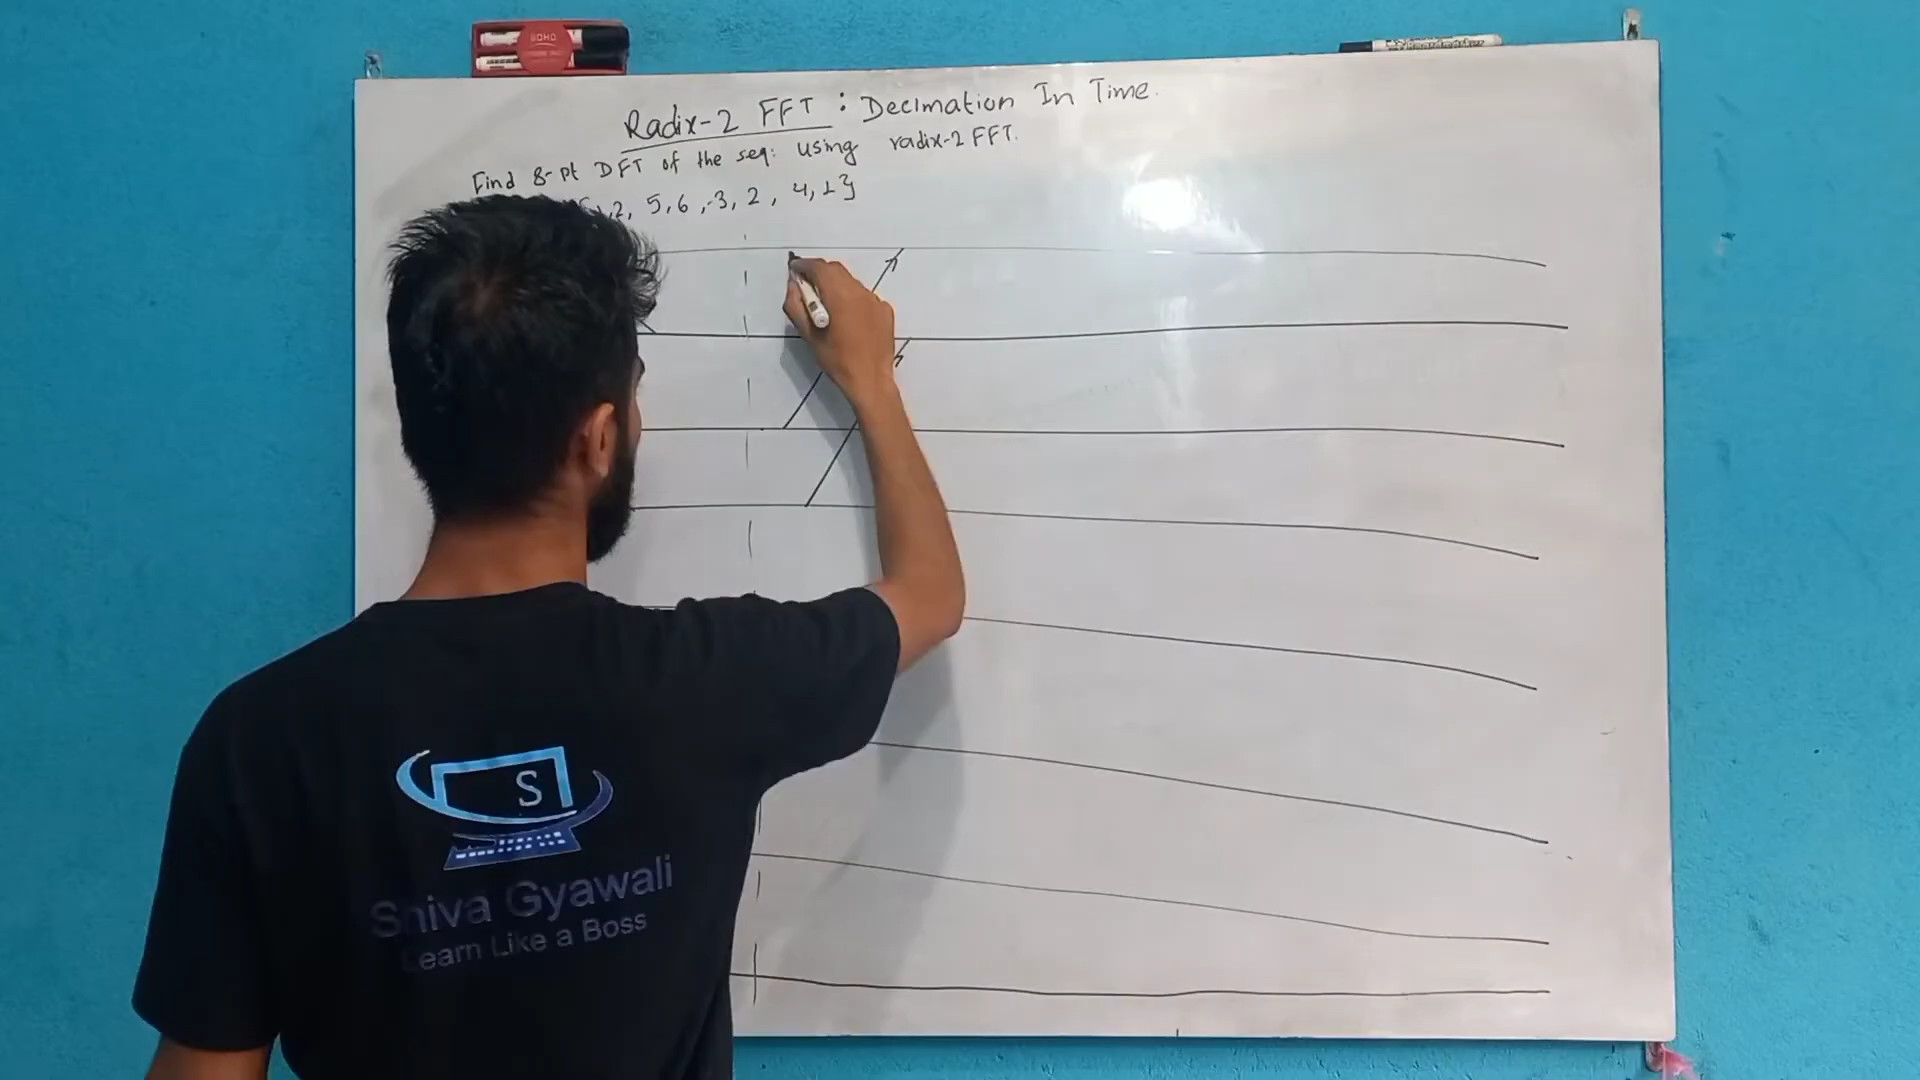 Radix-2 FFT : Decimation In Time.
Find 8-pt DFT of the seq: using radix-2 FFT.
,2, 5,6,-3,2, 4,1}
S
Shiva Gyawali
Learn Like a Boss
SOHO